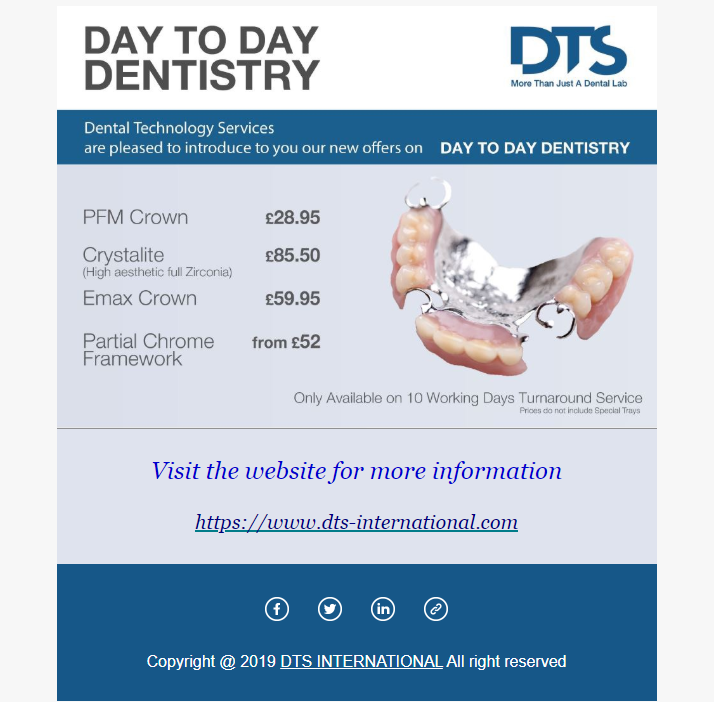 DAY TO DAY
DENTISTRY
DTS
More Than Just A Dental Lab
Dental Technology Services
are pleased to introduce to you our new offers on DAY TO DAY DENTISTRY
PFM Crown £28.95
Crystalite £85.50
(High aesthetic full Zirconia)
Emax Crown £59.95
Partial Chrome from £52
Framework
Only Available on 10 Working Days Turnaround Service
Prices do not include Special Trays
Visit the website for more information
https://www.dts-international.com
Copyright @ 2019 DTS INTERNATIONAL All right reserved